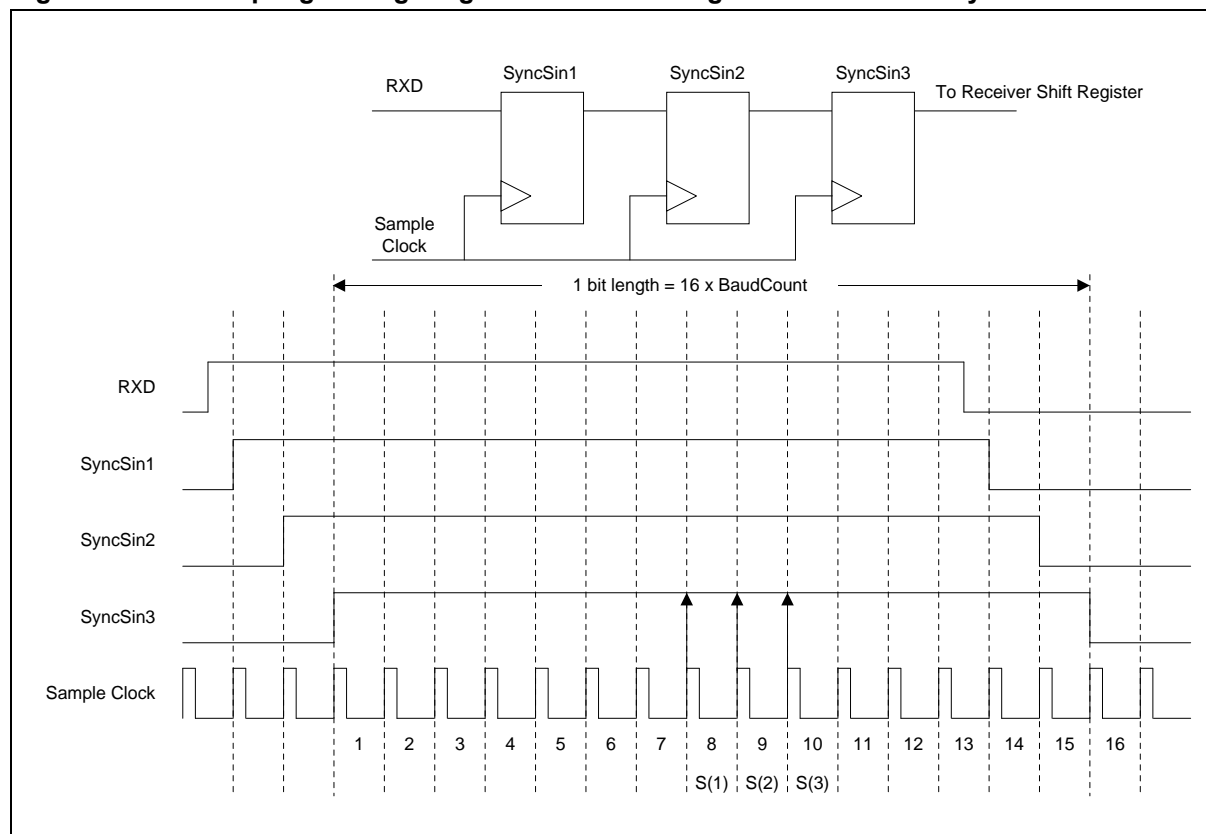 SyncSin1 SyncSin2 SyncSin3
RXD
To Receiver Shift Register
Sample
Clock
1 bit length = 16 x BaudCount
RXD
SyncSin1
SyncSin2
SyncSin3
Sample Clock
1 2 3 4 5 6 7 8 9 10 11 12 13 14 15 16
S(1) S(2) S(3)